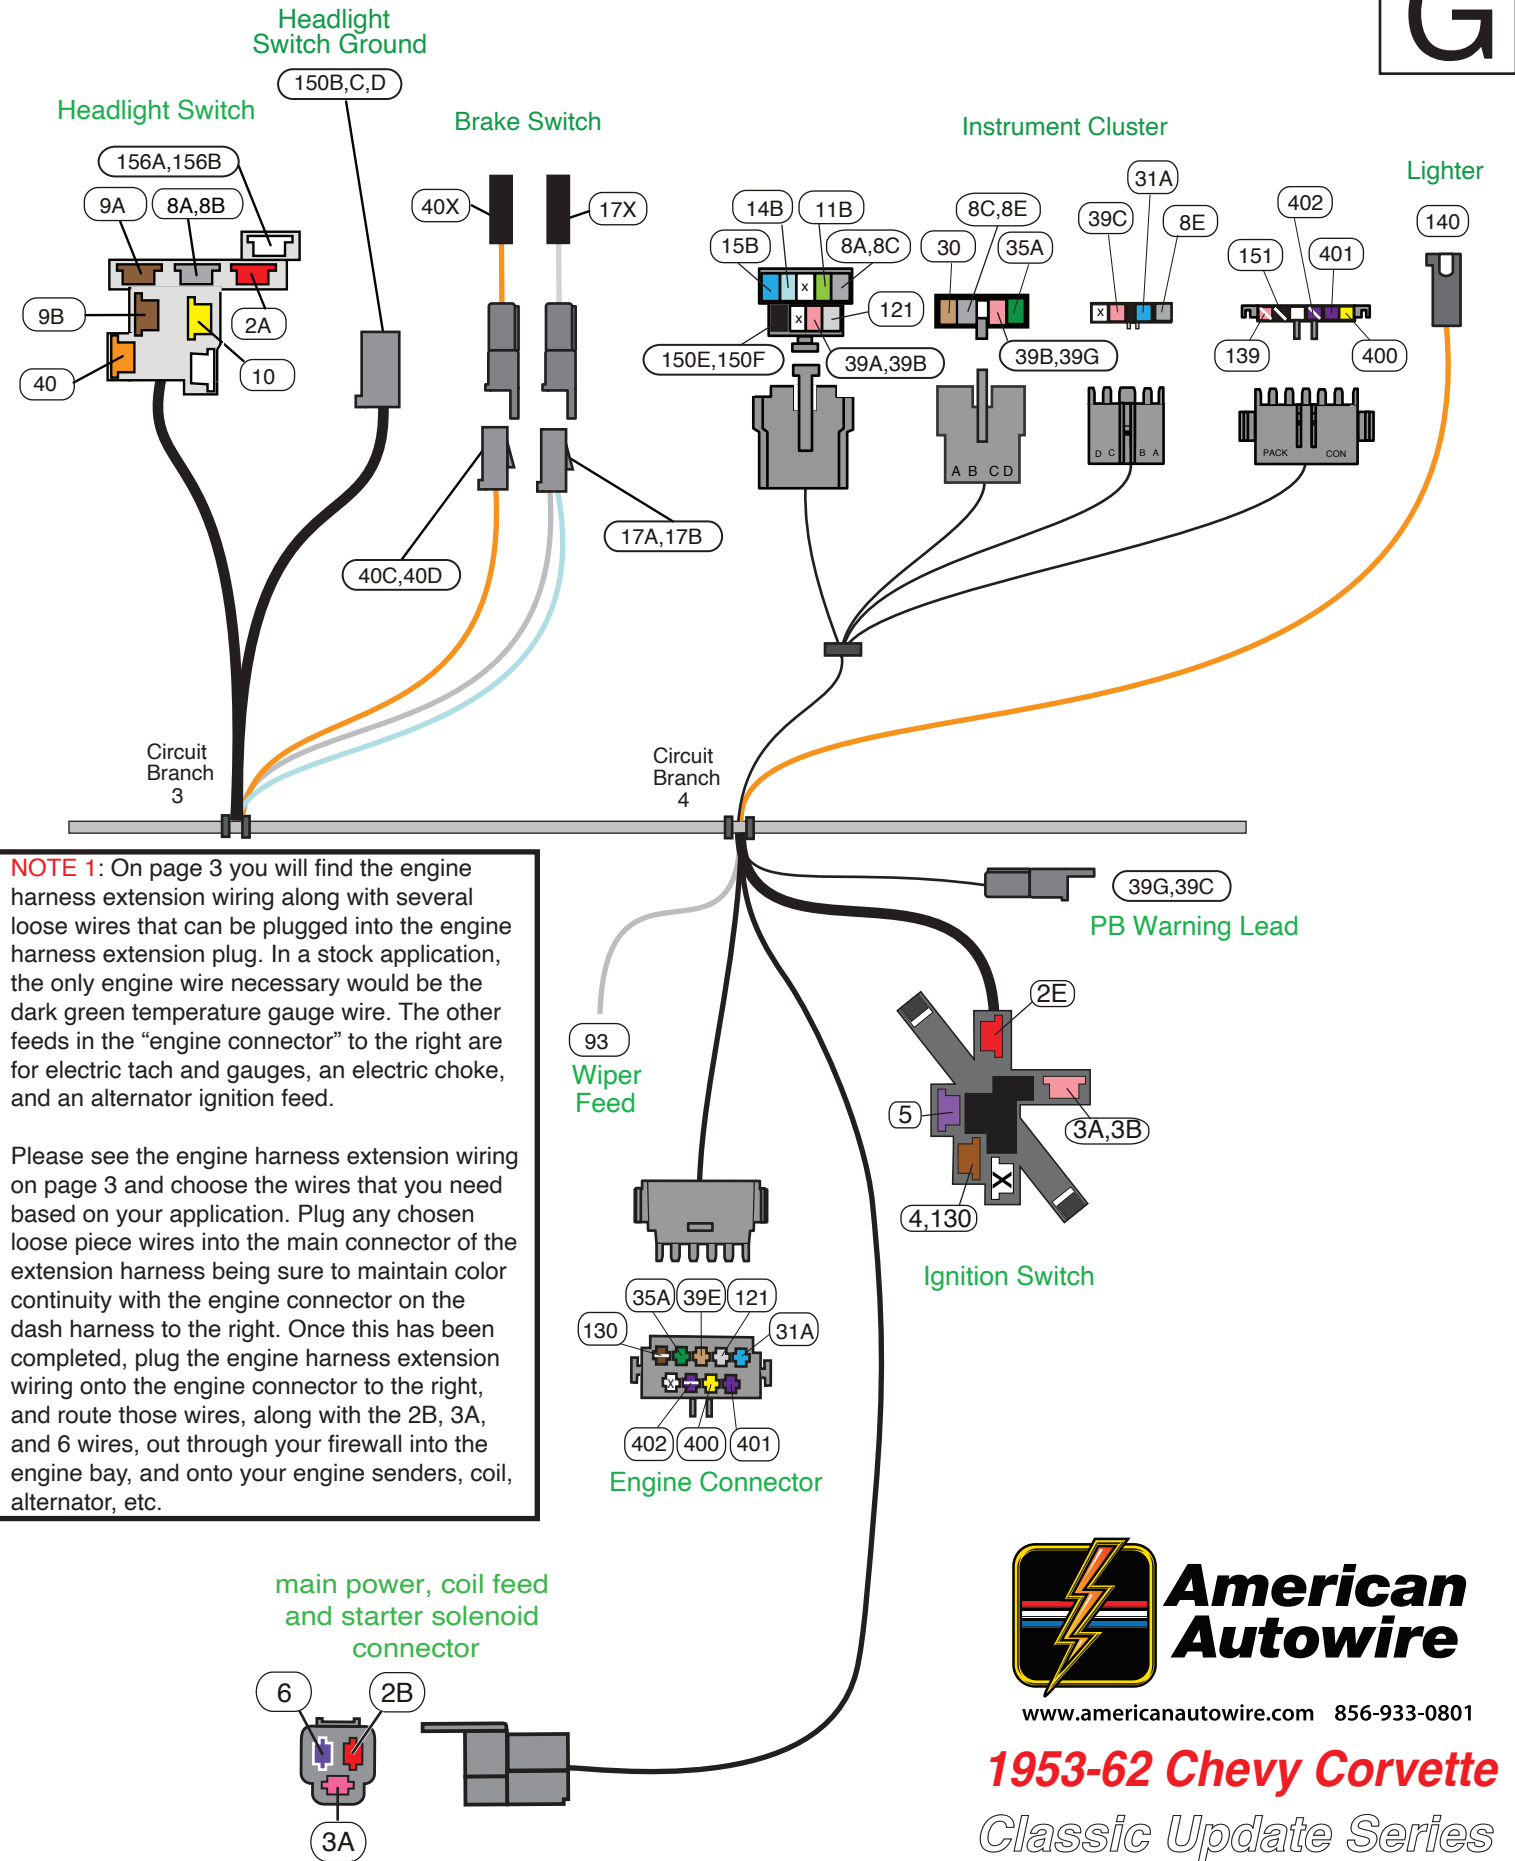 G
Headlight
Switch Ground
150B,C,D
Headlight Switch
156A,156B
9A
8A,8B
9B
2A
40
10
Brake Switch
40X
17X
40C,40D
17A,17B
Instrument Cluster
15B
14B
11B
8A,8C
x
x
121
150E,150F
39A,39B
30
8C,8E
35A
39B,39G
A B C D
39C
31A
8E
x
D C B A
151
402
401
139
400
PACK CON
Lighter
140
Circuit
Branch
3
Circuit
Branch
4
NOTE 1: On page 3 you will find the engine
harness extension wiring along with several
loose wires that can be plugged into the engine
harness extension plug. In a stock application,
the only engine wire necessary would be the
dark green temperature gauge wire. The other
feeds in the “engine connector” to the right are
for electric tach and gauges, an electric choke,
and an alternator ignition feed.
Please see the engine harness extension wiring
on page 3 and choose the wires that you need
based on your application. Plug any chosen
loose piece wires into the main connector of the
extension harness being sure to maintain color
continuity with the engine connector on the
dash harness to the right. Once this has been
completed, plug the engine harness extension
wiring onto the engine connector to the right,
and route those wires, along with the 2B, 3A,
and 6 wires, out through your firewall into the
engine bay, and onto your engine senders, coil,
alternator, etc.
39G,39C
PB Warning Lead
93
Wiper
Feed
2E
5
3A,3B
X
4,130
Ignition Switch
35A
39E
121
130
31A
x
402
400
401
Engine Connector
main power, coil feed
and starter solenoid
connector
6
2B
3A
American
Autowire
www.americanautowire.com 856-933-0801
1953-62 Chevy Corvette
Classic Update Series